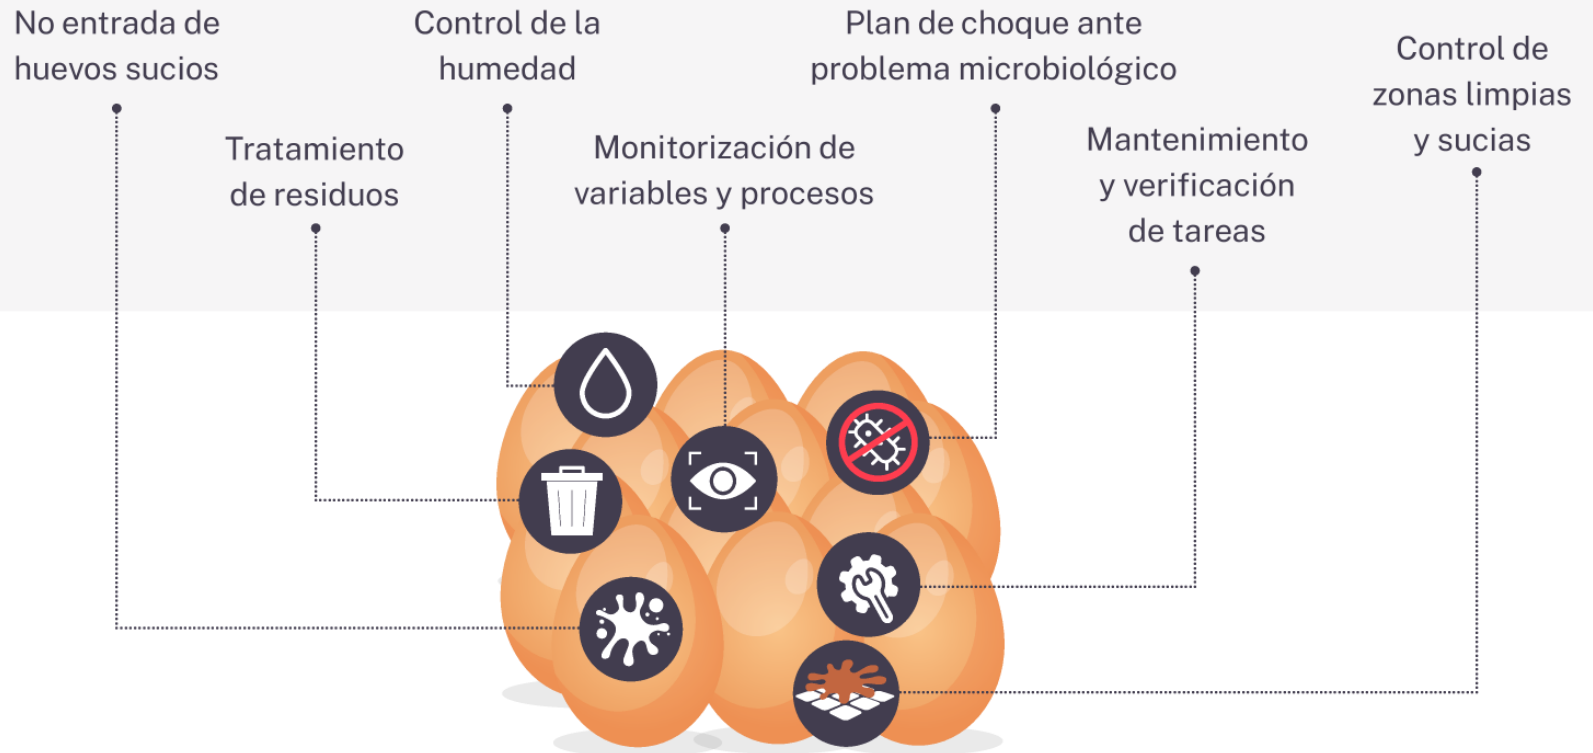 No entrada de
huevos sucios
Tratamiento
de residuos
Control de la
humedad
Monitorización de
variables y procesos
Plan de choque ante
problema microbiológico
Mantenimiento
y verificación
de tareas
Control de
zonas limpias
y sucias